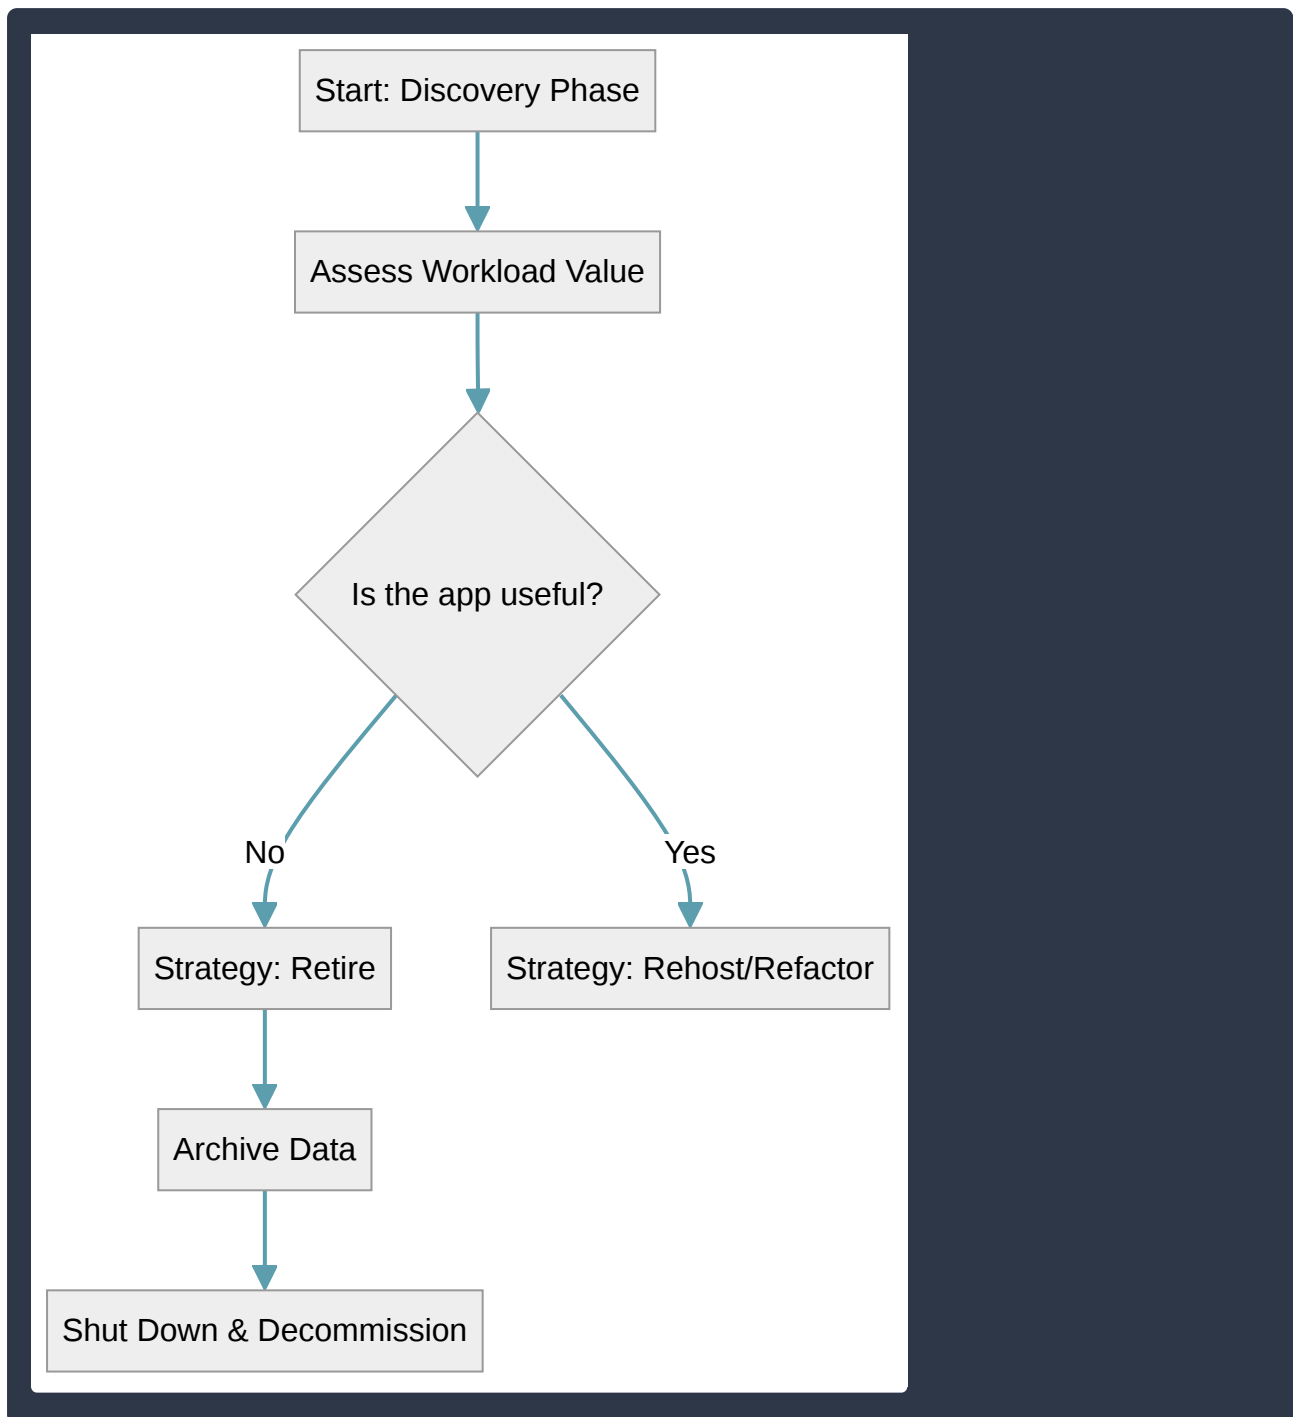 Start: Discovery Phase
Assess Workload Value
Is the app useful?
No
Yes
Strategy: Retire
Strategy: Rehost/Refactor
Archive Data
Shut Down & Decommission